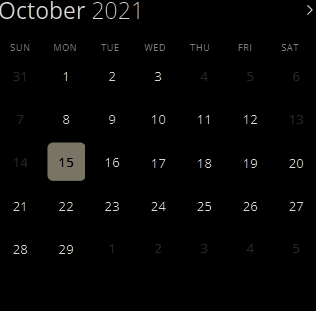 October 2021
SUN MON TUE WED THU FRI SAT
31 1 2 3 4 5 6
7 8 9 10 11 12 13
14 15 16 17 18 19 20
21 22 23 24 25 26 27
28 29 1 2 3 4 5